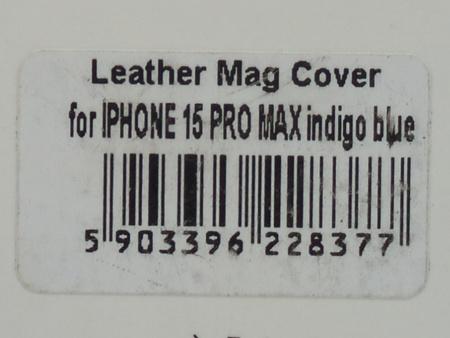 Leather Mag Cover
for IPHONE 15 PRO MAX indigo blue
5 903396 228377